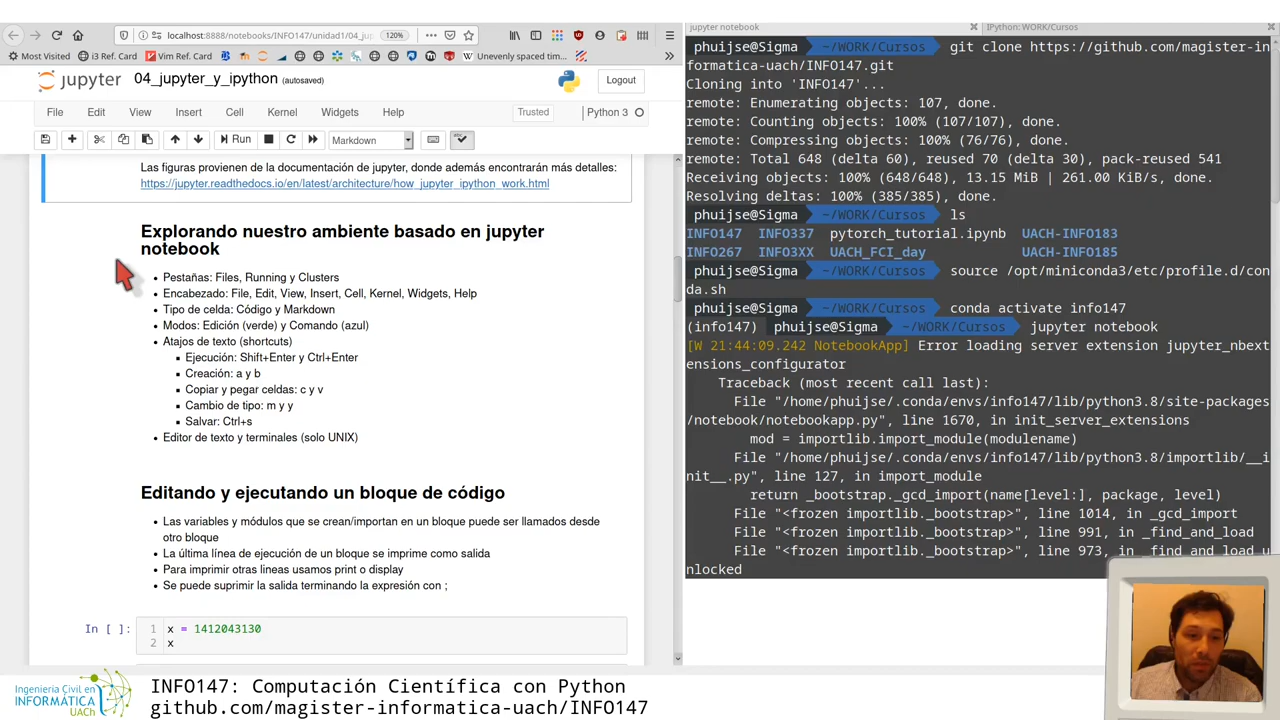 jupyter notebook
IPython: WORK/Cursos
localhost:8888/notebooks/INFO147/unidad1/04_jup
120%
Most Visited
i3 Ref. Card
Vim Ref. Card
Unevenly spaced tim...
jupyter 04_jupyter_y_ipython (autosaved)
Logout
File Edit View Insert Cell Kernel Widgets Help
Trusted
Python 3
Run
Markdown
Las figuras provienen de la documentación de jupyter, donde además encontrarán más detalles:
https://jupyter.readthedocs.io/en/latest/architecture/how_jupyter_ipython_work.html
Explorando nuestro ambiente basado en jupyter
notebook
• Pestañas: Files, Running y Clusters
• Encabezado: File, Edit, View, Insert, Cell, Kernel, Widgets, Help
• Tipo de celda: Código y Markdown
• Modos: Edición (verde) y Comando (azul)
• Atajos de texto (shortcuts)
▪ Ejecución: Shift+Enter y Ctrl+Enter
▪ Creación: a y b
▪ Copiar y pegar celdas: c y v
▪ Cambio de tipo: m y y
▪ Salvar: Ctrl+s
• Editor de texto y terminales (solo UNIX)
Editando y ejecutando un bloque de código
• Las variables y módulos que se crean/importan en un bloque puede ser llamados desde
otro bloque
• La última línea de ejecución de un bloque se imprime como salida
• Para imprimir otras lineas usamos print o display
• Se puede suprimir la salida terminando la expresión con ;
In [ ]:
1 x = 1412043130
2 x
phuijse@Sigma ~/WORK/Cursos git clone https://github.com/magister-in
formatica-uach/INFO147.git
Cloning into 'INFO147'...
remote: Enumerating objects: 107, done.
remote: Counting objects: 100% (107/107), done.
remote: Compressing objects: 100% (76/76), done.
remote: Total 648 (delta 60), reused 70 (delta 30), pack-reused 541
Receiving objects: 100% (648/648), 13.15 MiB | 261.00 KiB/s, done.
Resolving deltas: 100% (385/385), done.
phuijse@Sigma ~/WORK/Cursos ls
INFO147 INFO337 pytorch_tutorial.ipynb UACH-INFO183
INFO267 INFO3XX UACH_FCI_day UACH-INFO185
phuijse@Sigma ~/WORK/Cursos source /opt/miniconda3/etc/profile.d/con
da.sh
phuijse@Sigma ~/WORK/Cursos conda activate info147
(info147) phuijse@Sigma ~/WORK/Cursos jupyter notebook
[W 21:44:09.242 NotebookApp] Error loading server extension jupyter_nbext
ensions_configurator
Traceback (most recent call last):
File "/home/phuijse/.conda/envs/info147/lib/python3.8/site-packages
/notebook/notebookapp.py", line 1670, in init_server_extensions
mod = importlib.import_module(modulename)
File "/home/phuijse/.conda/envs/info147/lib/python3.8/importlib/__i
nit__.py", line 127, in import_module
return _bootstrap._gcd_import(name[level:], package, level)
File "<frozen importlib._bootstrap>", line 1014, in _gcd_import
File "<frozen importlib._bootstrap>", line 991, in _find_and_load
File "<frozen importlib._bootstrap>", line 973, in _find_and_load_u
nlocked
Ingeniería Civil en
INFORMÁTICA
UACh
INFO147: Computación Científica con Python
github.com/magister-informatica-uach/INFO147